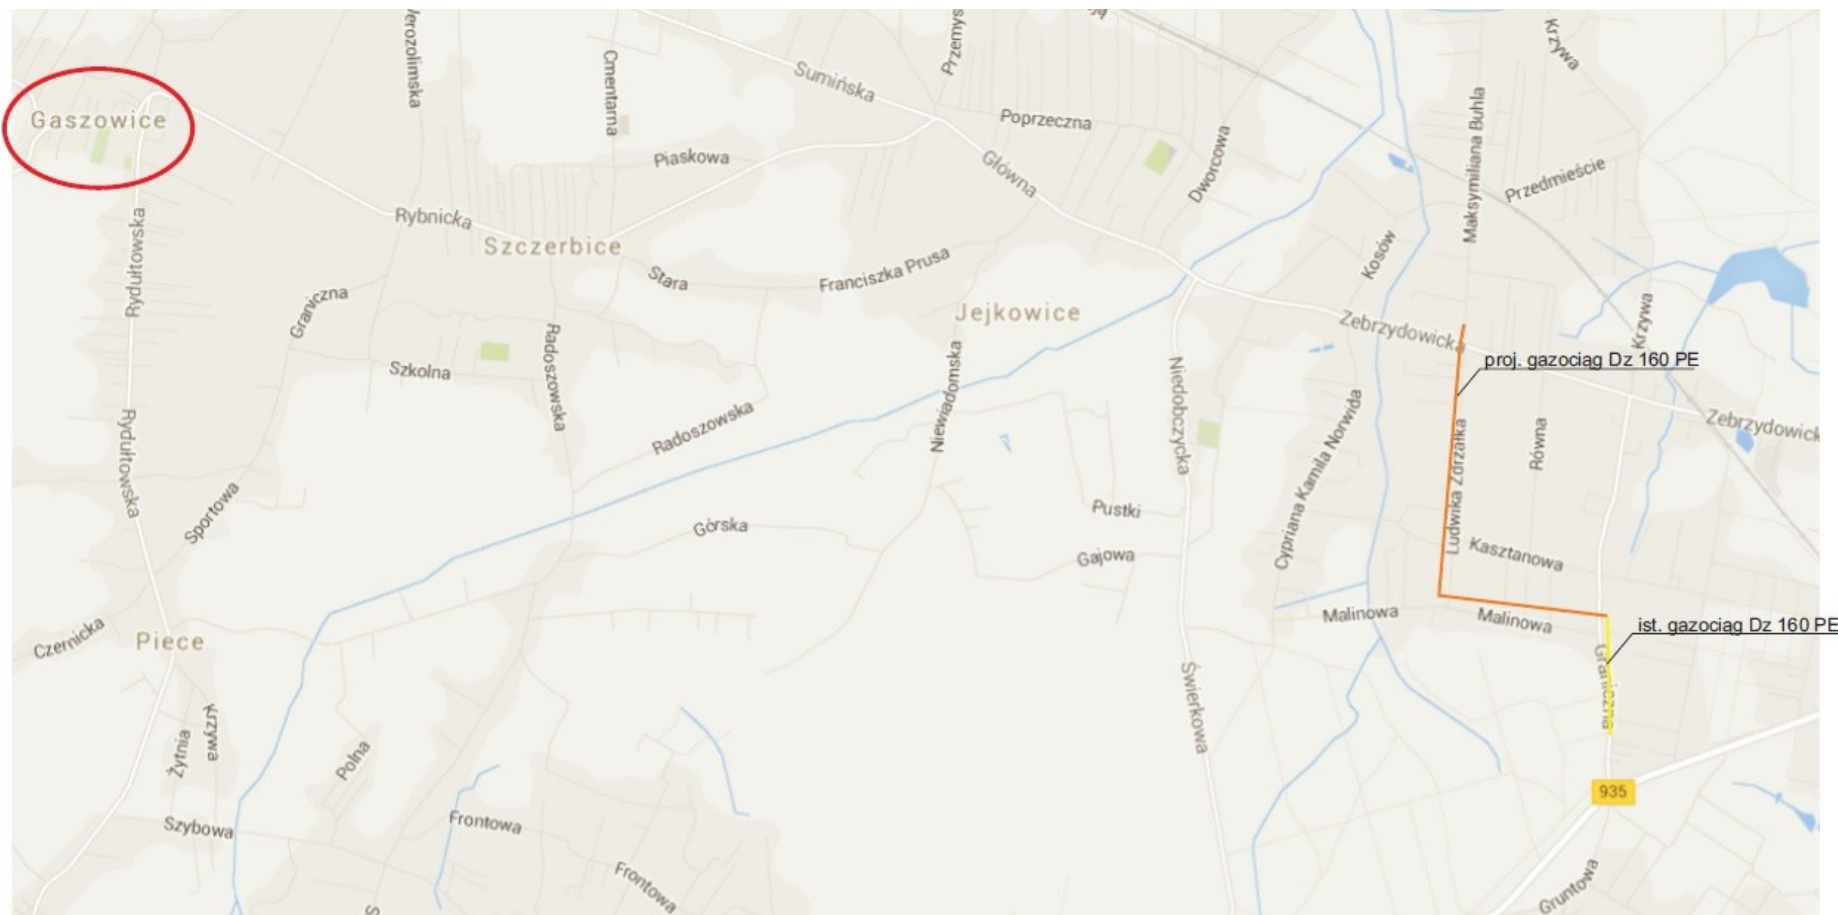 Jerozolimska
Cmentarna
Przemys
Krzywa
Sumińska
Gaszowice
Poprzeczna
Maksymiliana Buhla
Piaskowa
Główna
Dworcowa
Przedmieście
Rybnicka
Szczerbice
Rydułtowska
Kosów
Stara
Franciszka Prusa
Graniczna
Jejkowice
Zebrzydowicka
Krzywa
proj. gazociąg Dz 160 PE
Szkolna
Radoszowska
Niewiadomska
Niedobczycka
Radoszowska
Cypriana Kamila Norwida
Ludwika Zdrzałka
Równa
Zebrzydowick
Rydułtowska
Sportowa
Pustki
Górska
Gajowa
Kasztanowa
Malinowa
Malinowa
ist. gazociąg Dz 160 PE
Czernicka
Piece
Graniczna
Świerkowa
Żytnia
Krzywa
Polna
935
Szybowa
Frontowa
Frontowa
Gruntowa